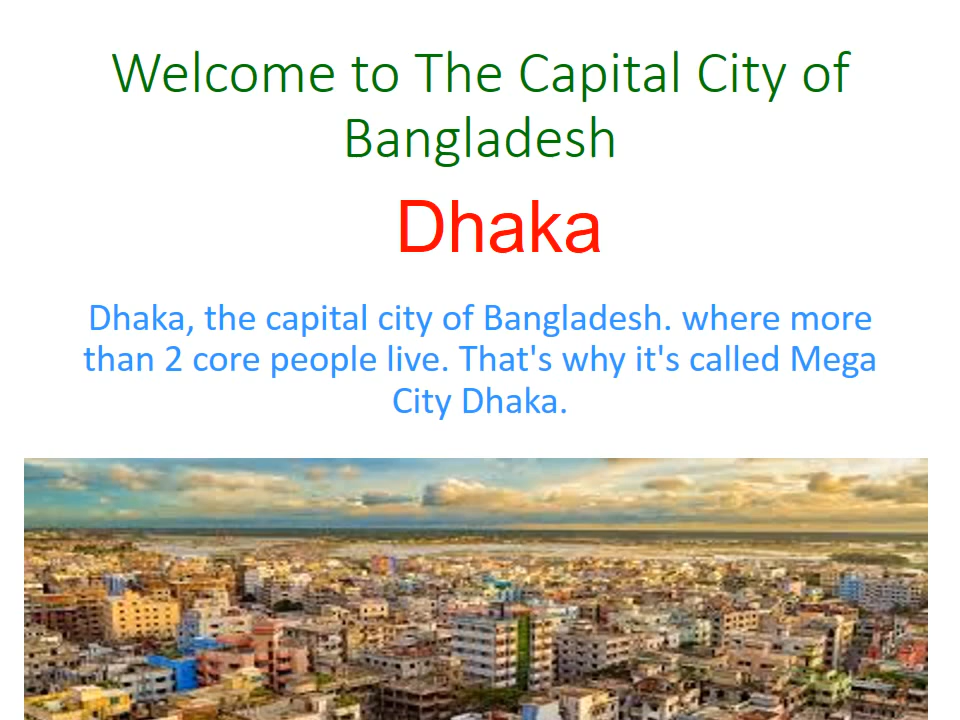 Welcome to The Capital City of
Bangladesh
Dhaka
Dhaka, the capital city of Bangladesh. where more
than 2 core people live. That's why it's called Mega
City Dhaka.